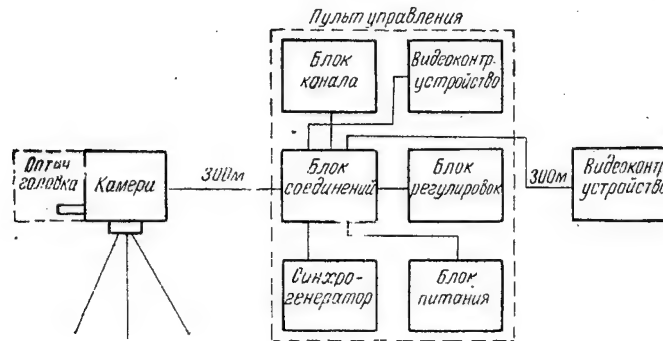 Пульт управления
Блок
канала
Видеоконтр.
устройство
Оптич
головка
Камера
300м
Блок
соединений
Блок
регулировок
300м
Видеоконтр
устройство
Синхро-
генератор
Блок
питания